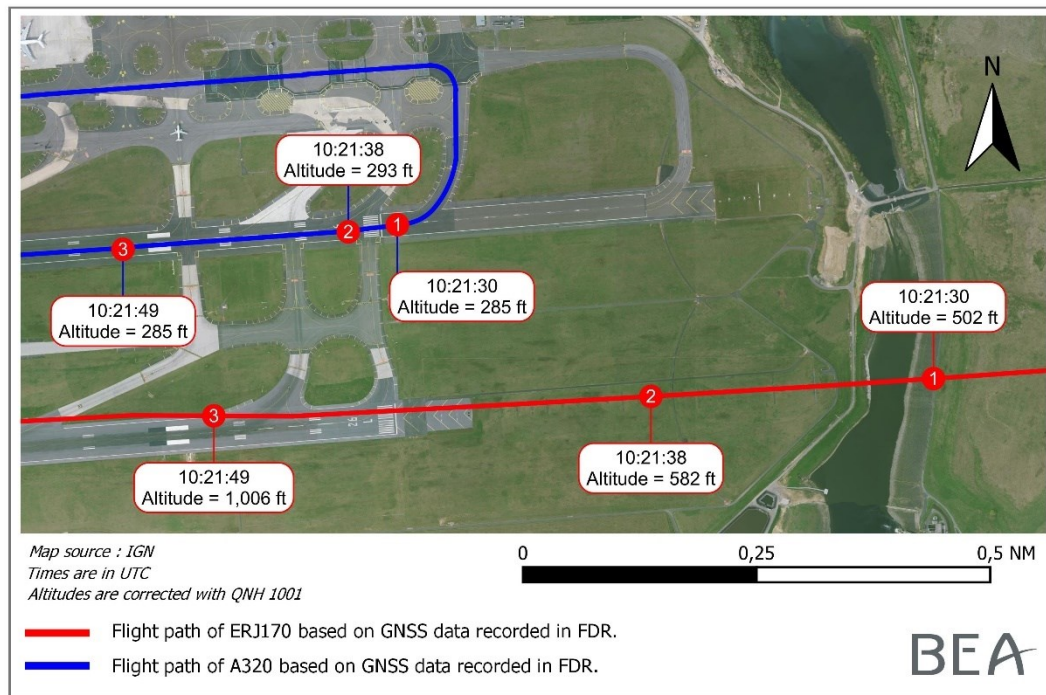 N
10:21:38
Altitude = 293 ft
2
1
3
10:21:49
Altitude = 285 ft
10:21:30
Altitude = 285 ft
10:21:30
Altitude = 502 ft
1
2
3
10:21:49
Altitude = 1,006 ft
10:21:38
Altitude = 582 ft
Map source : IGN
Times are in UTC
Altitudes are corrected with QNH 1001
0 0,25 0,5 NM
Flight path of ERJ170 based on GNSS data recorded in FDR.
Flight path of A320 based on GNSS data recorded in FDR.
BEA